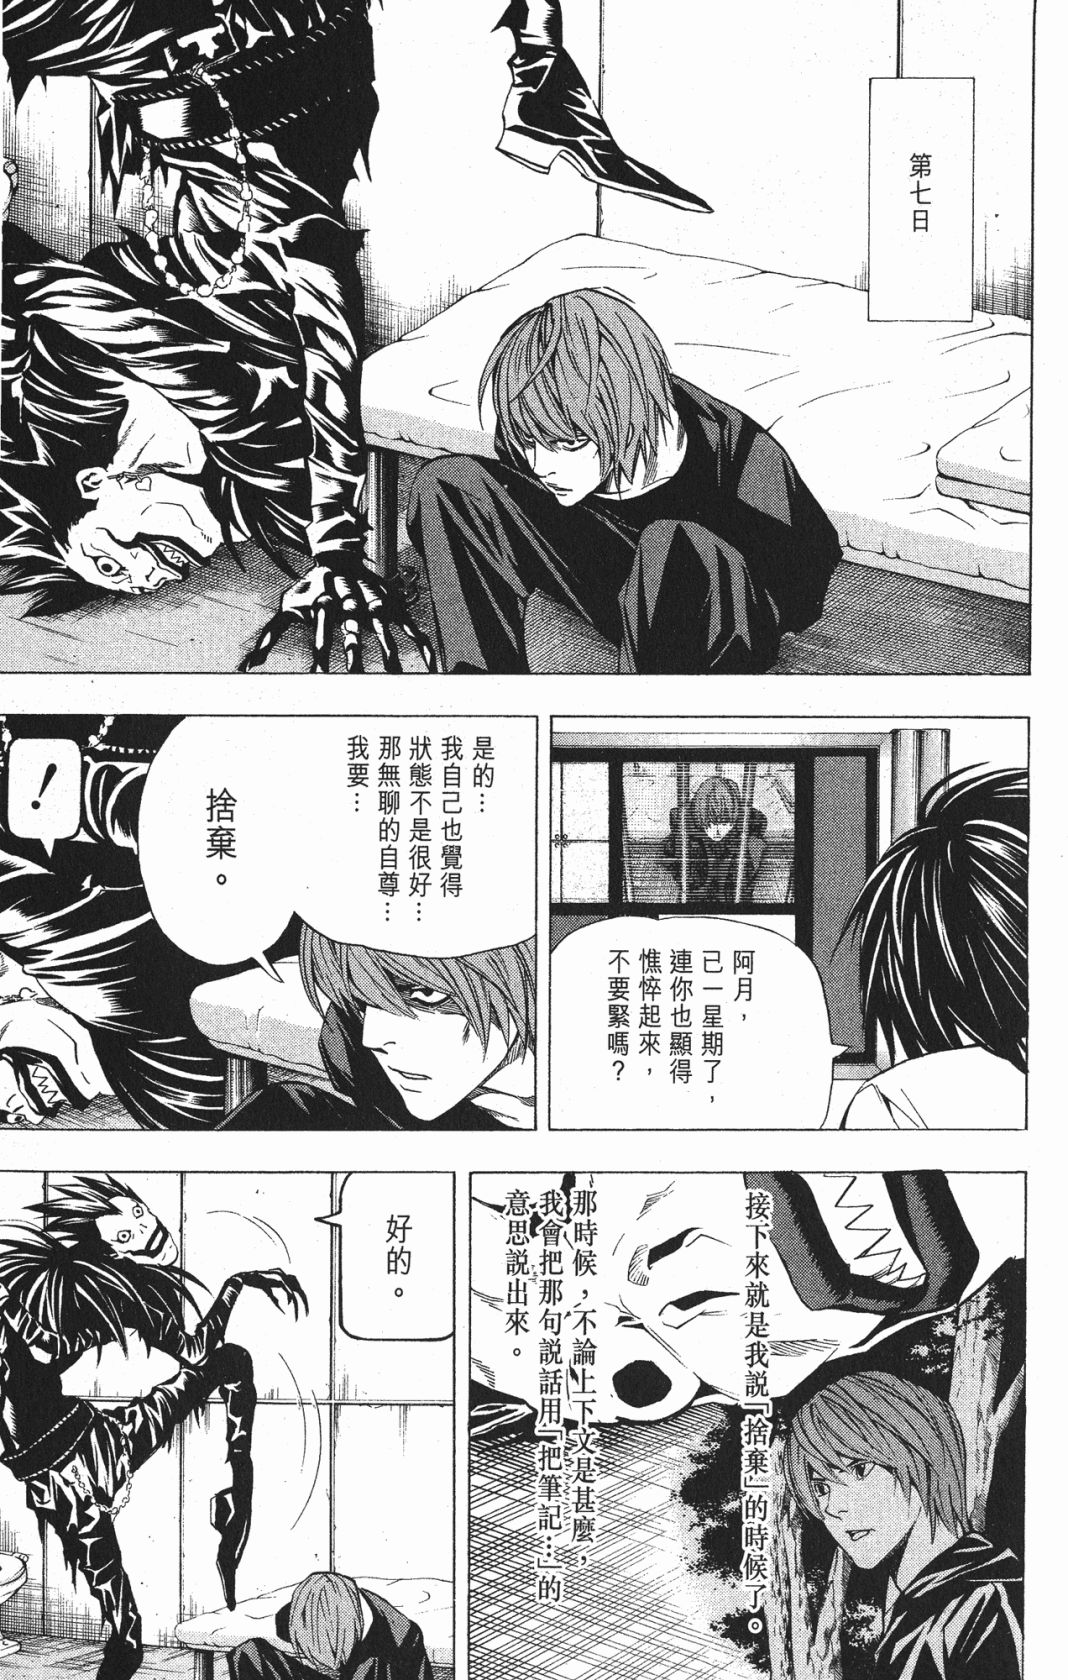 第七日
阿月，
已一星期了，
連你也顯得
憔悴起來，
不要緊嗎？
是的…
我自己也覺得
狀態不是很好…
那無聊的自尊…
我要…
捨棄。
！
接下來就是我說「捨棄」的時候了。
那時候，不論上下文是甚麼，
我會把那句說話用「把筆記…」的
意思說出來。
好的。